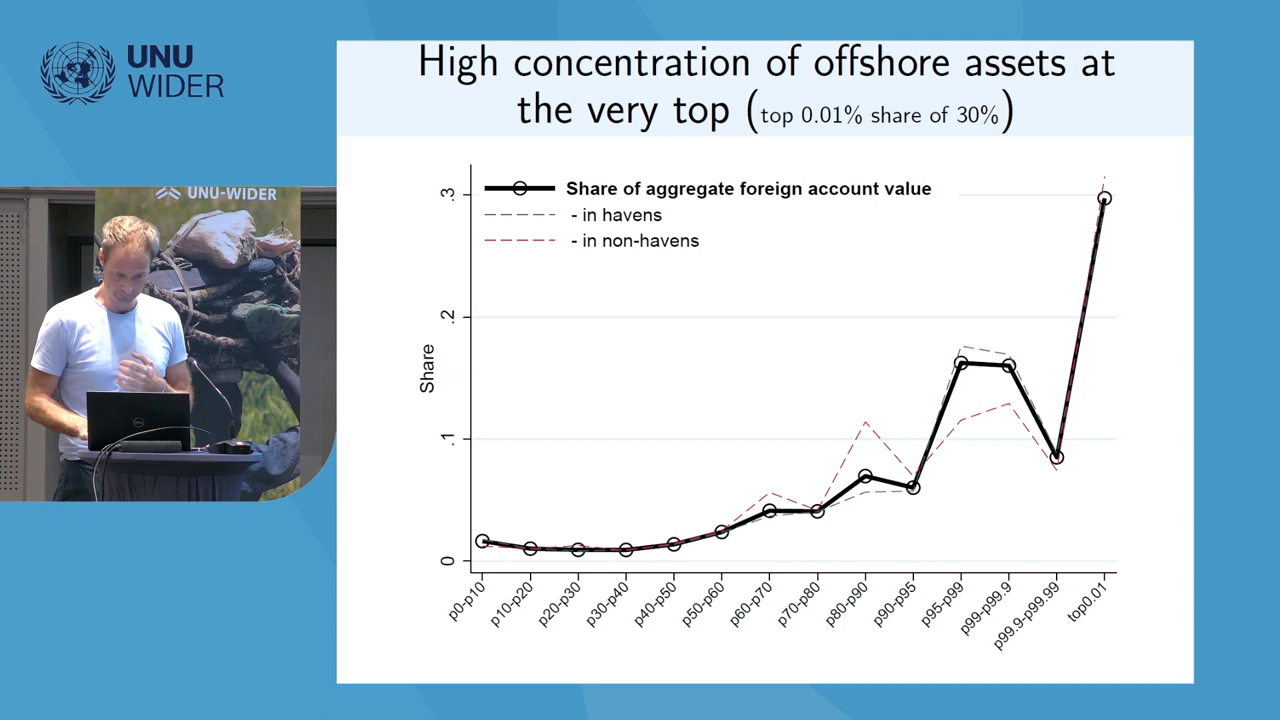 UNU
WIDER
UNU-WIDER
High concentration of offshore assets at
the very top (top 0.01% share of 30%)
Share of aggregate foreign account value
- in havens
- in non-havens
Share
.3
.2
.1
0
p0-p10
p10-p20
p20-p30
p30-p40
p40-p50
p50-p60
p60-p70
p70-p80
p80-p90
p90-p95
p95-p99
p99-p99.9
p99.9-p99.99
top0.01
DELL